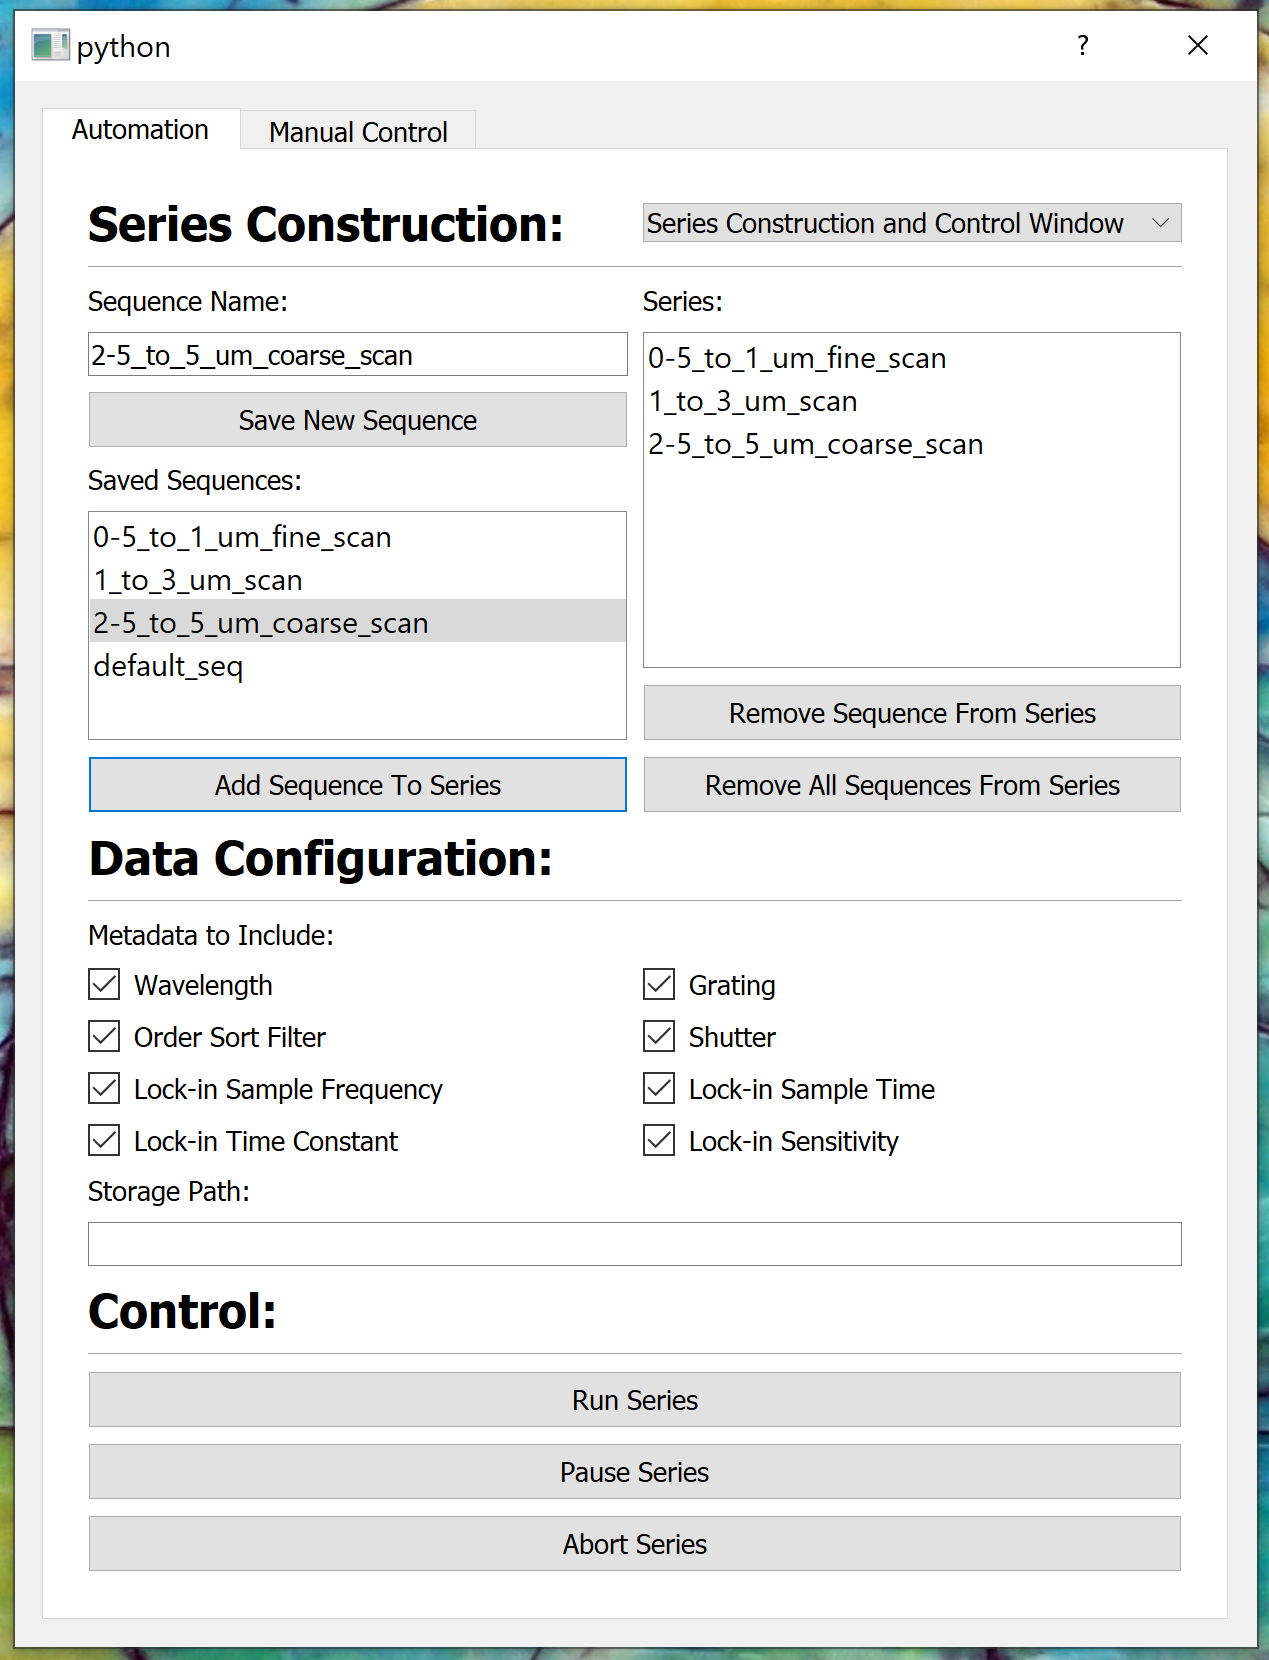 python
?
Automation
Manual Control
Series Construction:
Series Construction and Control Window
Sequence Name:
2-5_to_5_um_coarse_scan
Save New Sequence
Saved Sequences:
0-5_to_1_um_fine_scan
1_to_3_um_scan
2-5_to_5_um_coarse_scan
default_seq
Add Sequence To Series
Series:
0-5_to_1_um_fine_scan
1_to_3_um_scan
2-5_to_5_um_coarse_scan
Remove Sequence From Series
Remove All Sequences From Series
Data Configuration:
Metadata to Include:
Wavelength
Grating
Order Sort Filter
Shutter
Lock-in Sample Frequency
Lock-in Sample Time
Lock-in Time Constant
Lock-in Sensitivity
Storage Path:
Control:
Run Series
Pause Series
Abort Series